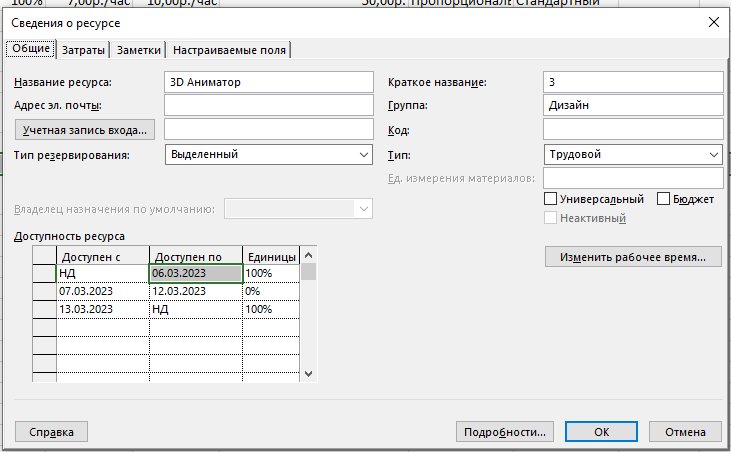 100% 7,00р./час 10,00р./час 50,00р. Стандартный
Сведения о ресурсе
Общие Затраты Заметки Настраиваемые поля
Название ресурса: 3D Аниматор Краткое название: 3
Адрес эл. почты: Группа: Дизайн
Учетная запись входа... Код:
Тип резервирования: Выделенный Тип: Трудовой
Ед. измерения материалов:
Универсальный Бюджет
Владелец назначения по умолчанию: Неактивный
Доступность ресурса
Доступен с Доступен по Единицы Изменить рабочее время...
НД 06.03.2023 100%
07.03.2023 12.03.2023 0%
13.03.2023 НД 100%
Справка Подробности... ОК Отмена